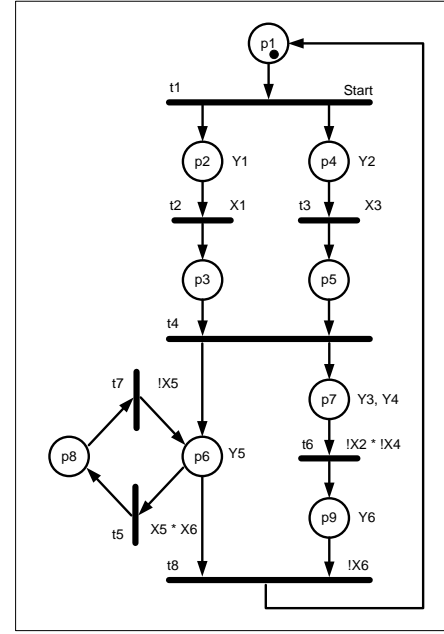 p1
t1 Start
p2 Y1 p4 Y2
t2 X1 t3 X3
p3 p5
t4
t7 !X5
p7 Y3, Y4
p8 p6 Y5
t6 !X2 * !X4
p9 Y6
t5 X5 * X6
t8 !X6